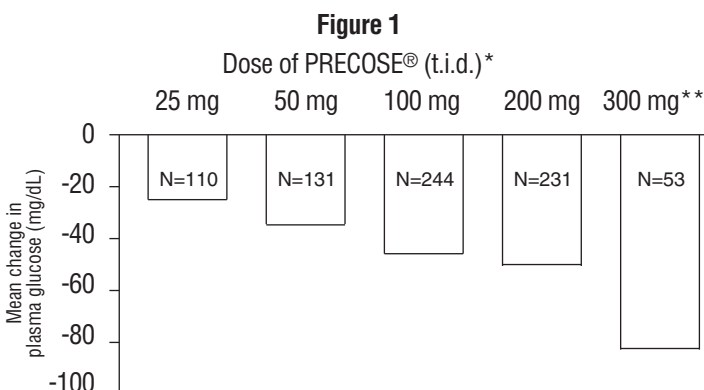 Figure 1
Dose of PRECOSE® (t.i.d.)*
25 mg 50 mg 100 mg 200 mg 300 mg**
0
-20
-40
-60
-80
-100
Mean change in
plasma glucose (mg/dL)
N=110 N=131 N=244 N=231 N=53